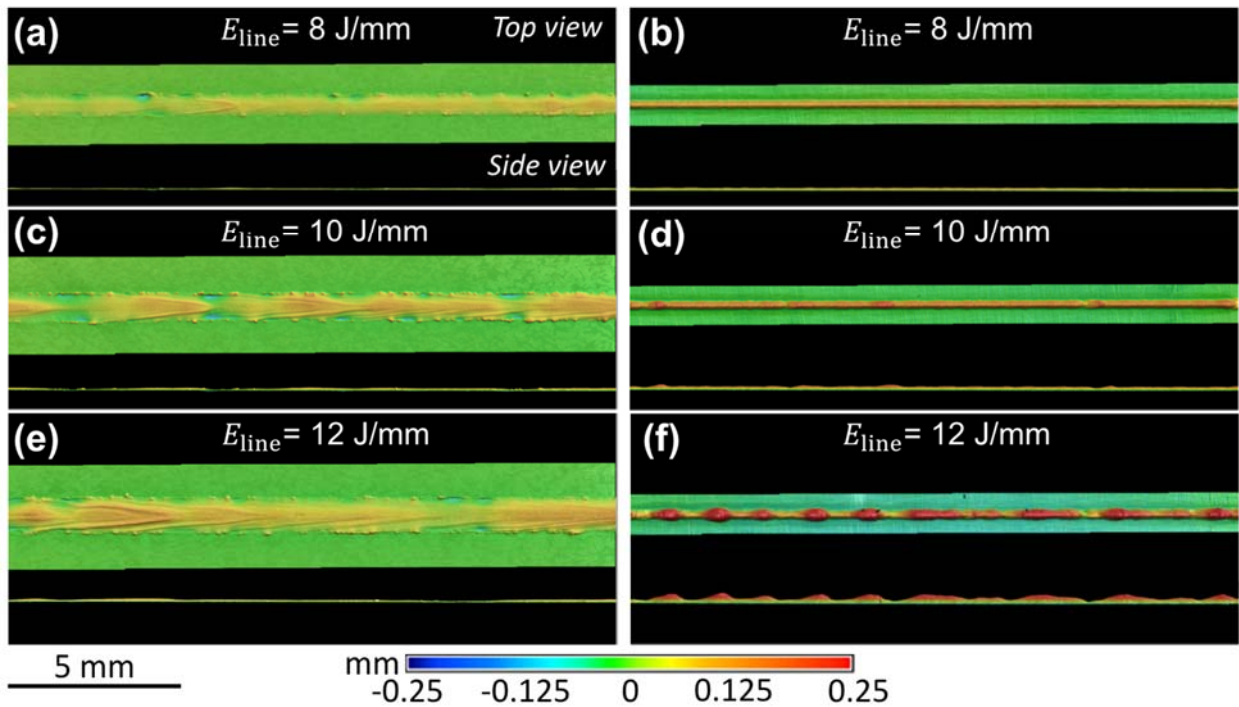 (a) E_line = 8 J/mm Top view
Side view
(b) E_line = 8 J/mm
(c) E_line = 10 J/mm
(d) E_line = 10 J/mm
(e) E_line = 12 J/mm
(f) E_line = 12 J/mm
5 mm
mm
-0.25 -0.125 0 0.125 0.25